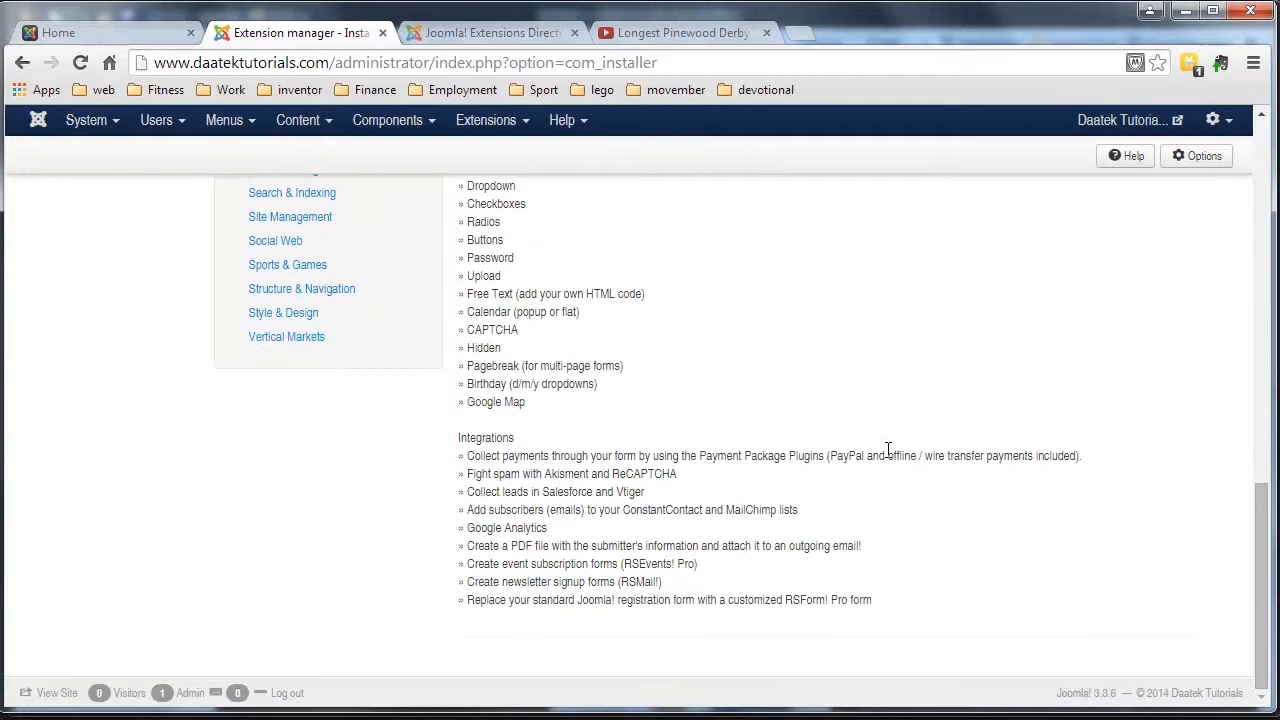 Home
Extension manager - Insta
Joomla! Extensions Direct
Longest Pinewood Derby
www.daatektutorials.com/administrator/index.php?option=com_installer
1
Apps web Fitness Work inventor Finance Employment Sport lego movember devotional
System Users Menus Content Components Extensions Help Daatek Tutoria...
Help Options
Search & Indexing
Site Management
Social Web
Sports & Games
Structure & Navigation
Style & Design
Vertical Markets
» Dropdown
» Checkboxes
» Radios
» Buttons
» Password
» Upload
» Free Text (add your own HTML code)
» Calendar (popup or flat)
» CAPTCHA
» Hidden
» Pagebreak (for multi-page forms)
» Birthday (d/m/y dropdowns)
» Google Map
Integrations
» Collect payments through your form by using the Payment Package Plugins (PayPal and offline / wire transfer payments included).
» Fight spam with Akisment and ReCAPTCHA
» Collect leads in Salesforce and Vtiger
» Add subscribers (emails) to your ConstantContact and MailChimp lists
» Google Analytics
» Create a PDF file with the submitter's information and attach it to an outgoing email!
» Create event subscription forms (RSEvents! Pro)
» Create newsletter signup forms (RSMail!)
» Replace your standard Joomla! registration form with a customized RSForm! Pro form
View Site 0 Visitors 1 Admin 0 Log out
Joomla! 3.3.6 — © 2014 Daatek Tutorials